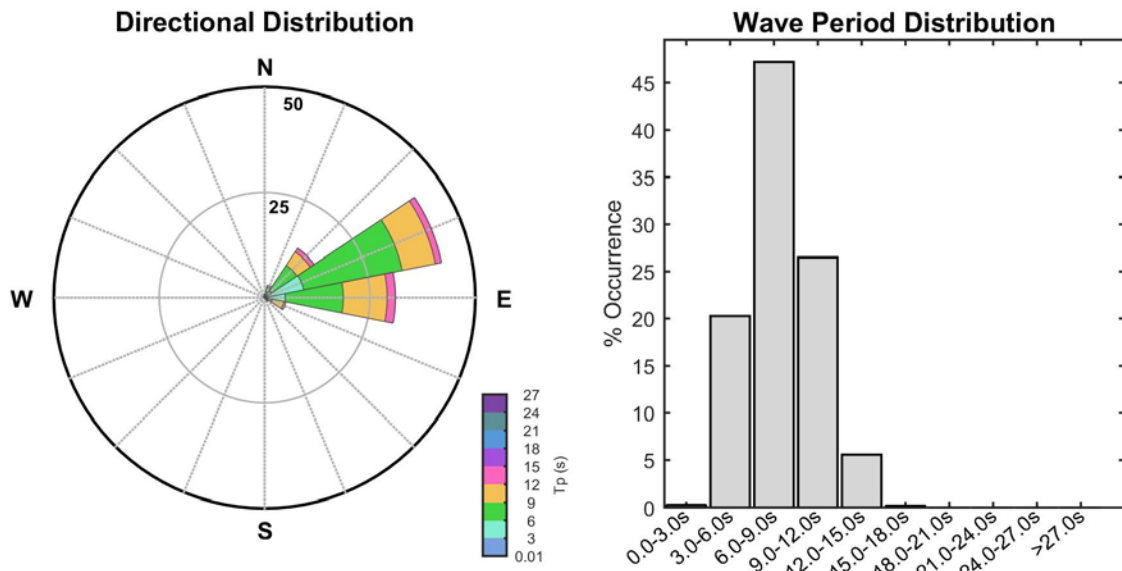 Directional Distribution
N
50
25
W
E
S
27
24
21
18
15
12
9
6
3
0.01
Tp (s)
Wave Period Distribution
% Occurrence
45
40
35
30
25
20
15
10
5
0
0.0-3.0s
3.0-6.0s
6.0-9.0s
9.0-12.0s
12.0-15.0s
15.0-18.0s
18.0-21.0s
21.0-24.0s
24.0-27.0s
>27.0s